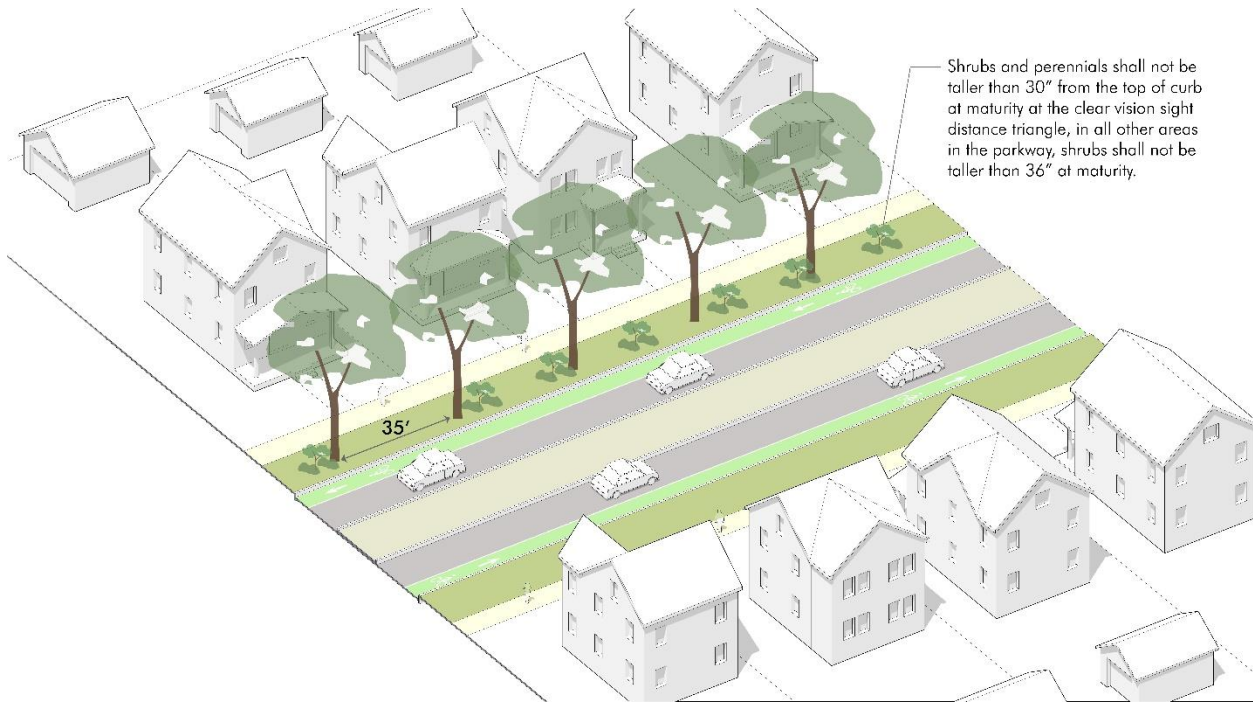 Shrubs and perennials shall not be
taller than 30″ from the top of curb
at maturity at the clear vision sight
distance triangle, in all other areas
in the parkway, shrubs shall not be
taller than 36″ at maturity.
35′